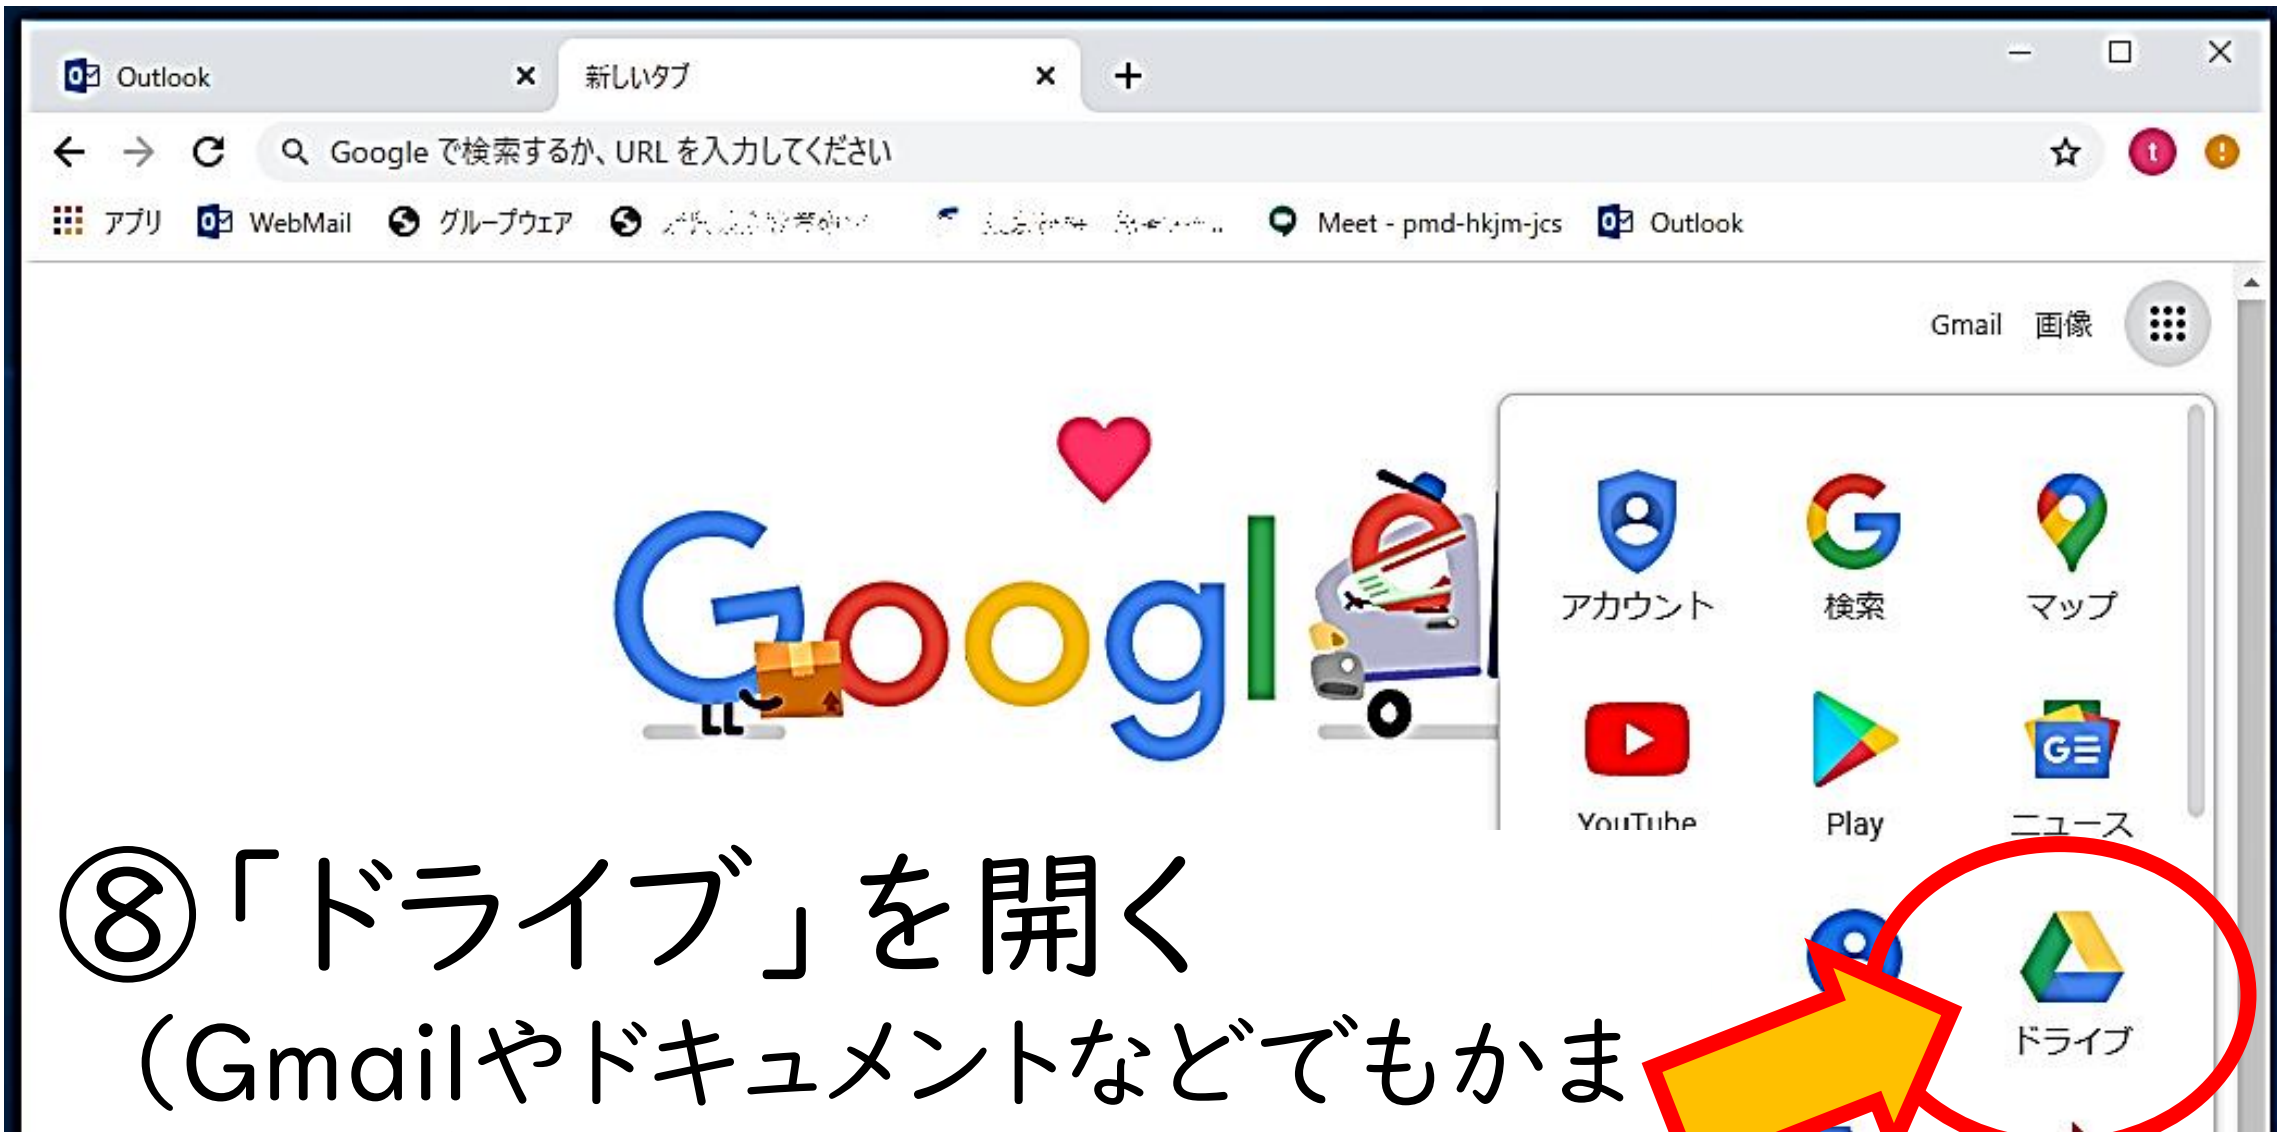 Outlook
新しいタブ
Google で検索するか、URL を入力してください
t
アプリ WebMail グループウェア Meet - pmd-hkjm-jcs Outlook
Gmail 画像
Google
アカウント 検索 マップ
YouTube Play ニュース
⑧「ドライブ」を開く
ドライブ
（Gmailやドキュメントなどでもかま